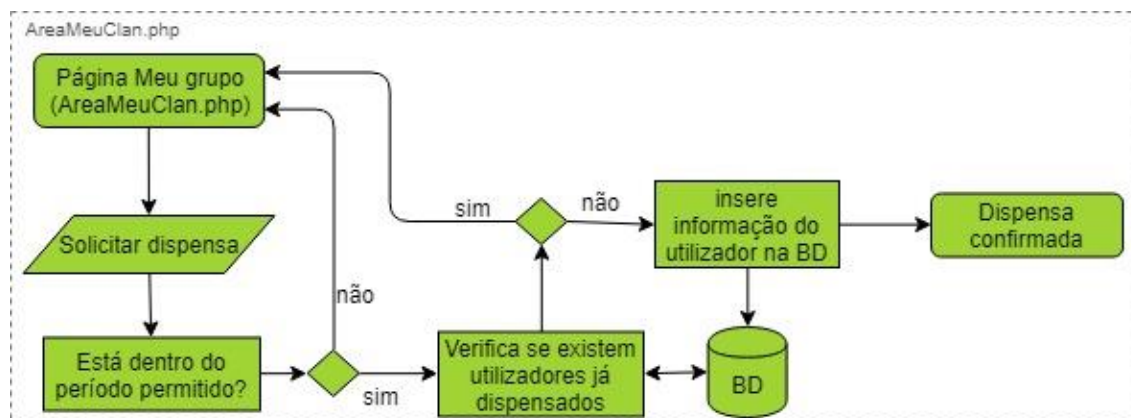 AreaMeuClan.php
Página Meu grupo
(AreaMeuClan.php)
Solicitar dispensa
Está dentro do
período permitido?
não
sim
Verifica se existem
utilizadores já
dispensados
sim
não
insere
informação do
utilizador na BD
BD
Dispensa
confirmada